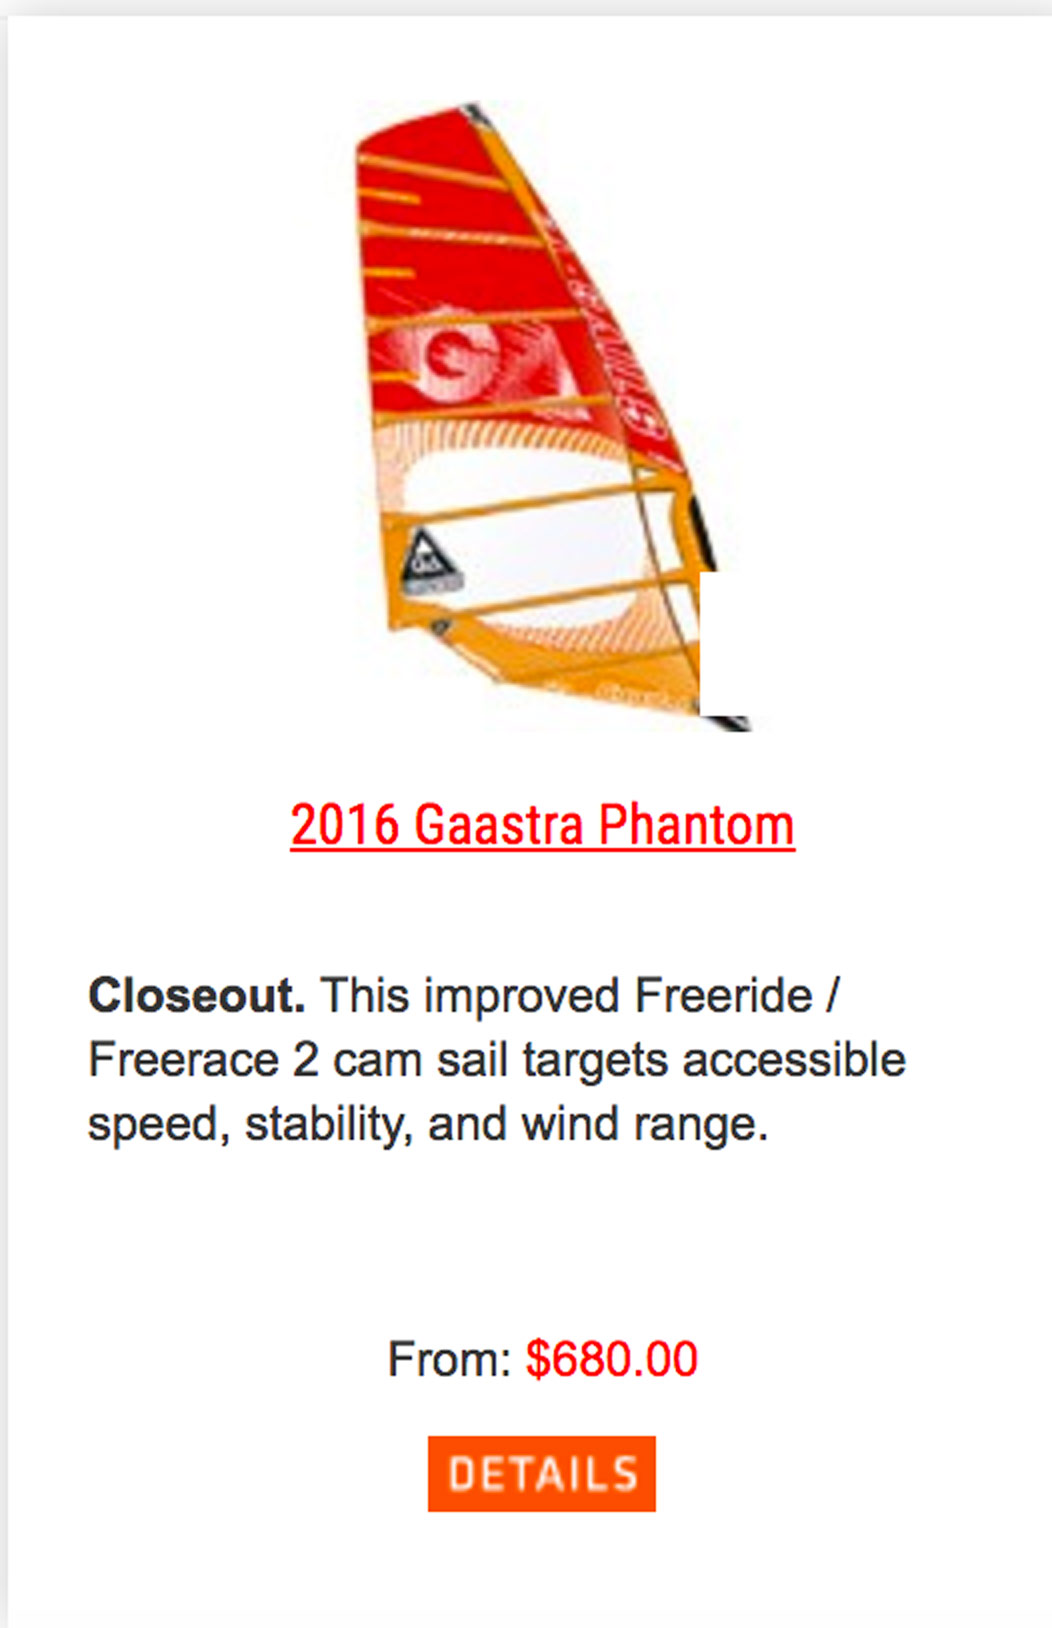 2016 Gaastra Phantom
Closeout. This improved Freeride /
Freerace 2 cam sail targets accessible
speed, stability, and wind range.
From: $680.00
DETAILS